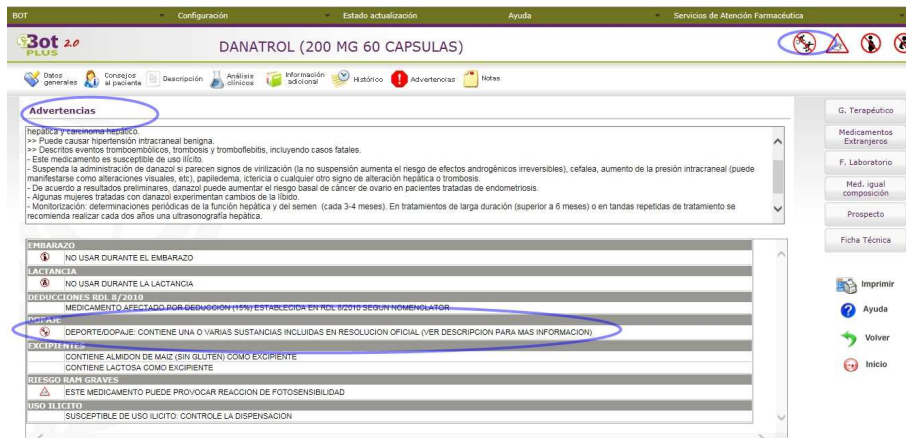 BOT Configuración Estado actualización Ayuda Servicios de Atención Farmacéutica
Bot PLUS 2.0
DANATROL (200 MG 60 CAPSULAS)
Datos generales Consejos al paciente Descripción Análisis clínicos Información adicional Histórico Advertencias Notas
Advertencias
hepática y carcinoma hepático.
>> Puede causar hipertensión intracraneal benigna.
>> Descritos eventos tromboembólicos, trombosis y tromboflebitis, incluyendo casos fatales.
- Este medicamento es susceptible de uso ilícito.
- Suspenda la administración de danazol si parecen signos de virilización (la no suspensión aumenta el riesgo de efectos androgénicos irreversibles), cefalea, aumento de la presión intracraneal (puede
manifestarse como alteraciones visuales, etc), papiledema, ictericia o cualquier otro signo de alteración hepática o trombosis.
- De acuerdo a resultados preliminares, danazol puede aumentar el riesgo basal de cáncer de ovario en pacientes tratadas de endometriosis.
- Algunas mujeres tratadas con danazol experimentan cambios de la líbido.
- Monitorización: determinaciones periódicas de la función hepática y del semen (cada 3-4 meses). En tratamientos de larga duración (superior a 6 meses) o en tandas repetidas de tratamiento se
recomienda realizar cada dos años una ultrasonografía hepática.
EMBARAZO
NO USAR DURANTE EL EMBARAZO
LACTANCIA
NO USAR DURANTE LA LACTANCIA
DEDUCCIONES RDL 8/2010
MEDICAMENTO AFECTADO POR DEDUCCION (15%) ESTABLECIDA EN RDL 8/2010 SEGUN NOMENCLATOR
DOPAJE
DEPORTE/DOPAJE: CONTIENE UNA O VARIAS SUSTANCIAS INCLUIDAS EN RESOLUCION OFICIAL (VER DESCRIPCION PARA MAS INFORMACION)
EXCIPIENTES
CONTIENE ALMIDON DE MAIZ (SIN GLUTEN) COMO EXCIPIENTE
CONTIENE LACTOSA COMO EXCIPIENTE
RIESGO RAM GRAVES
ESTE MEDICAMENTO PUEDE PROVOCAR REACCION DE FOTOSENSIBILIDAD
USO ILICITO
SUSCEPTIBLE DE USO ILICITO: CONTROLE LA DISPENSACION
G. Terapéutico
Medicamentos
Extranjeros
F. Laboratorio
Med. igual
composición
Prospecto
Ficha Técnica
Imprimir
Ayuda
Volver
Inicio